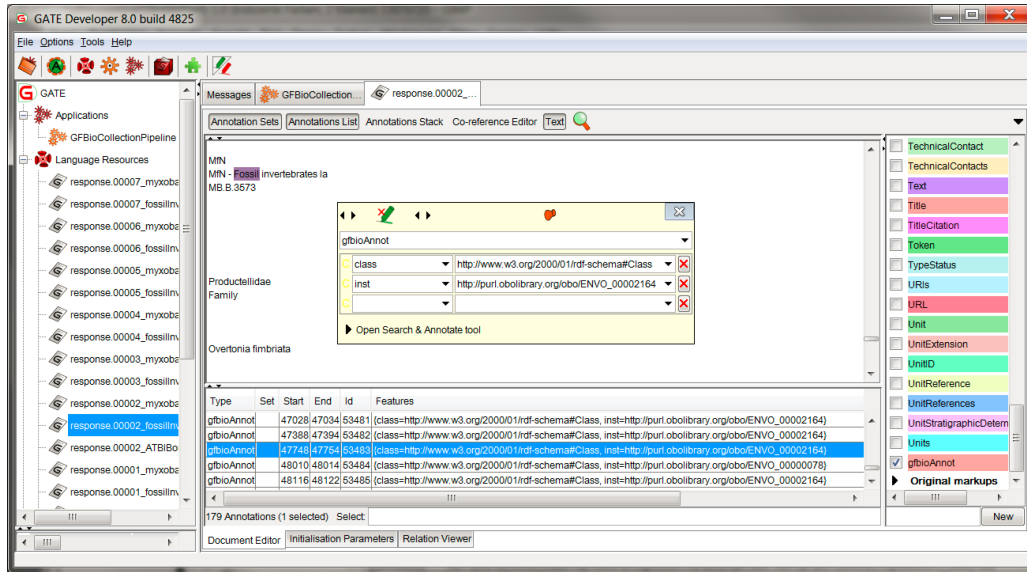 GATE Developer 8.0 build 4825
File Options Tools Help
GATE
Applications
GFBioCollectionPipeline
Language Resources
response.00007_myxoba
response.00007_fossilInv
response.00006_myxoba
response.00006_fossilInv
response.00005_myxoba
response.00005_fossilInv
response.00004_myxoba
response.00004_fossilInv
response.00003_myxoba
response.00003_fossilInv
response.00002_myxoba
response.00002_fossilInv
response.00002_ATBIBo
response.00001_myxoba
response.00001_fossilInv
Messages GFBioCollection... response.00002_...
Annotation Sets Annotations List Annotations Stack Co-reference Editor Text
MfN
MfN - Fossil invertebrates Ia
MB.B.3573
Productellidae
Family
Overtonia fimbriata
gfbioAnnot
C class http://www.w3.org/2000/01/rdf-schema#Class
C inst http://purl.obolibrary.org/obo/ENVO_00002164
C
Open Search & Annotate tool
Type Set Start End Id Features
gfbioAnnot 47028 47034 53481 {class=http://www.w3.org/2000/01/rdf-schema#Class, inst=http://purl.obolibrary.org/obo/ENVO_00002164}
gfbioAnnot 47388 47394 53482 {class=http://www.w3.org/2000/01/rdf-schema#Class, inst=http://purl.obolibrary.org/obo/ENVO_00002164}
gfbioAnnot 47748 47754 53483 {class=http://www.w3.org/2000/01/rdf-schema#Class, inst=http://purl.obolibrary.org/obo/ENVO_00002164}
gfbioAnnot 48010 48014 53484 {class=http://www.w3.org/2000/01/rdf-schema#Class, inst=http://purl.obolibrary.org/obo/ENVO_00000078}
gfbioAnnot 48116 48122 53485 {class=http://www.w3.org/2000/01/rdf-schema#Class, inst=http://purl.obolibrary.org/obo/ENVO_00002164}
179 Annotations (1 selected) Select:
Document Editor Initialisation Parameters Relation Viewer
TechnicalContact
TechnicalContacts
Text
Title
TitleCitation
Token
TypeStatus
URIs
URL
Unit
UnitExtension
UnitID
UnitReference
UnitReferences
UnitStratigraphicDetern
Units
gfbioAnnot
Original markups
New